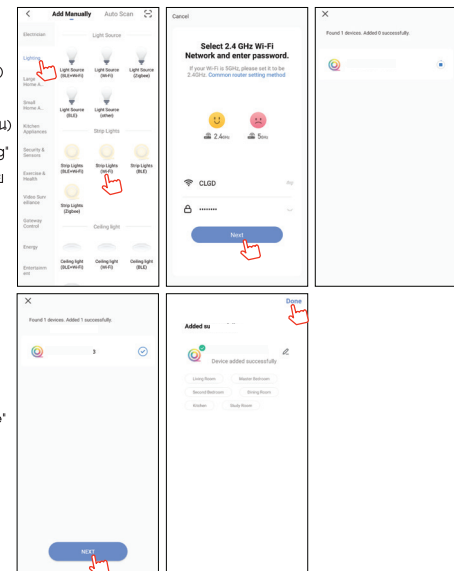 Add Manually Auto Scan
Electrician
Light Source
Lighting
Light Source (BLE+Wi-Fi)
Light Source (Wi-Fi)
Light Source (Zigbee)
Large Home A..
Small Home A..
Light Source (BLE)
Light Source (other)
Kitchen Appliances
Strip Lights
Security & Sensors
Exercise & Health
Strip Lights (BLE+Wi-Fi)
Strip Lights (Wi-Fi)
Strip Lights (BLE)
Video Surveillance
Strip Lights (Zigbee)
Gateway Control
Ceiling light
Energy
Entertainment
Ceiling light (BLE+Wi-Fi)
Ceiling light (Wi-Fi)
Ceiling light (BLE)
Cancel
Select 2.4 GHz Wi-Fi
Network and enter password.
If your Wi-Fi is 5GHz, please set it to be
2.4GHz. Common router setting method
2.4GHz
5GHz
CLGD
Next
Found 1 devices. Added 0 successfully.
Found 1 devices. Added 1 successfully.
3
NEXT
Done
Added su
Device added successfully
Living Room
Master Bedroom
Second Bedroom
Dining Room
Kitchen
Study Room